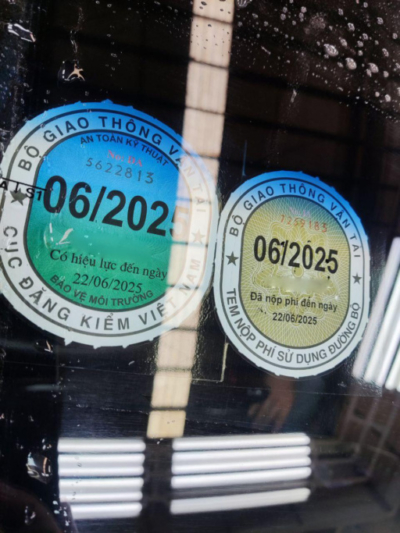 BỘ GIAO THÔNG VẬN TẢI
AN TOÀN KỸ THUẬT
5622813
06/2025
Có hiệu lực đến ngày
22/06/2025
BẢO VỆ MÔI TRƯỜNG
CỤC ĐĂNG KIỂM VIỆT NAM
BỘ GIAO THÔNG VẬN TẢI
06/2025
Đã nộp phí đến ngày
22/06/2025
TEM NỘP PHÍ SỬ DỤNG ĐƯỜNG BỘ